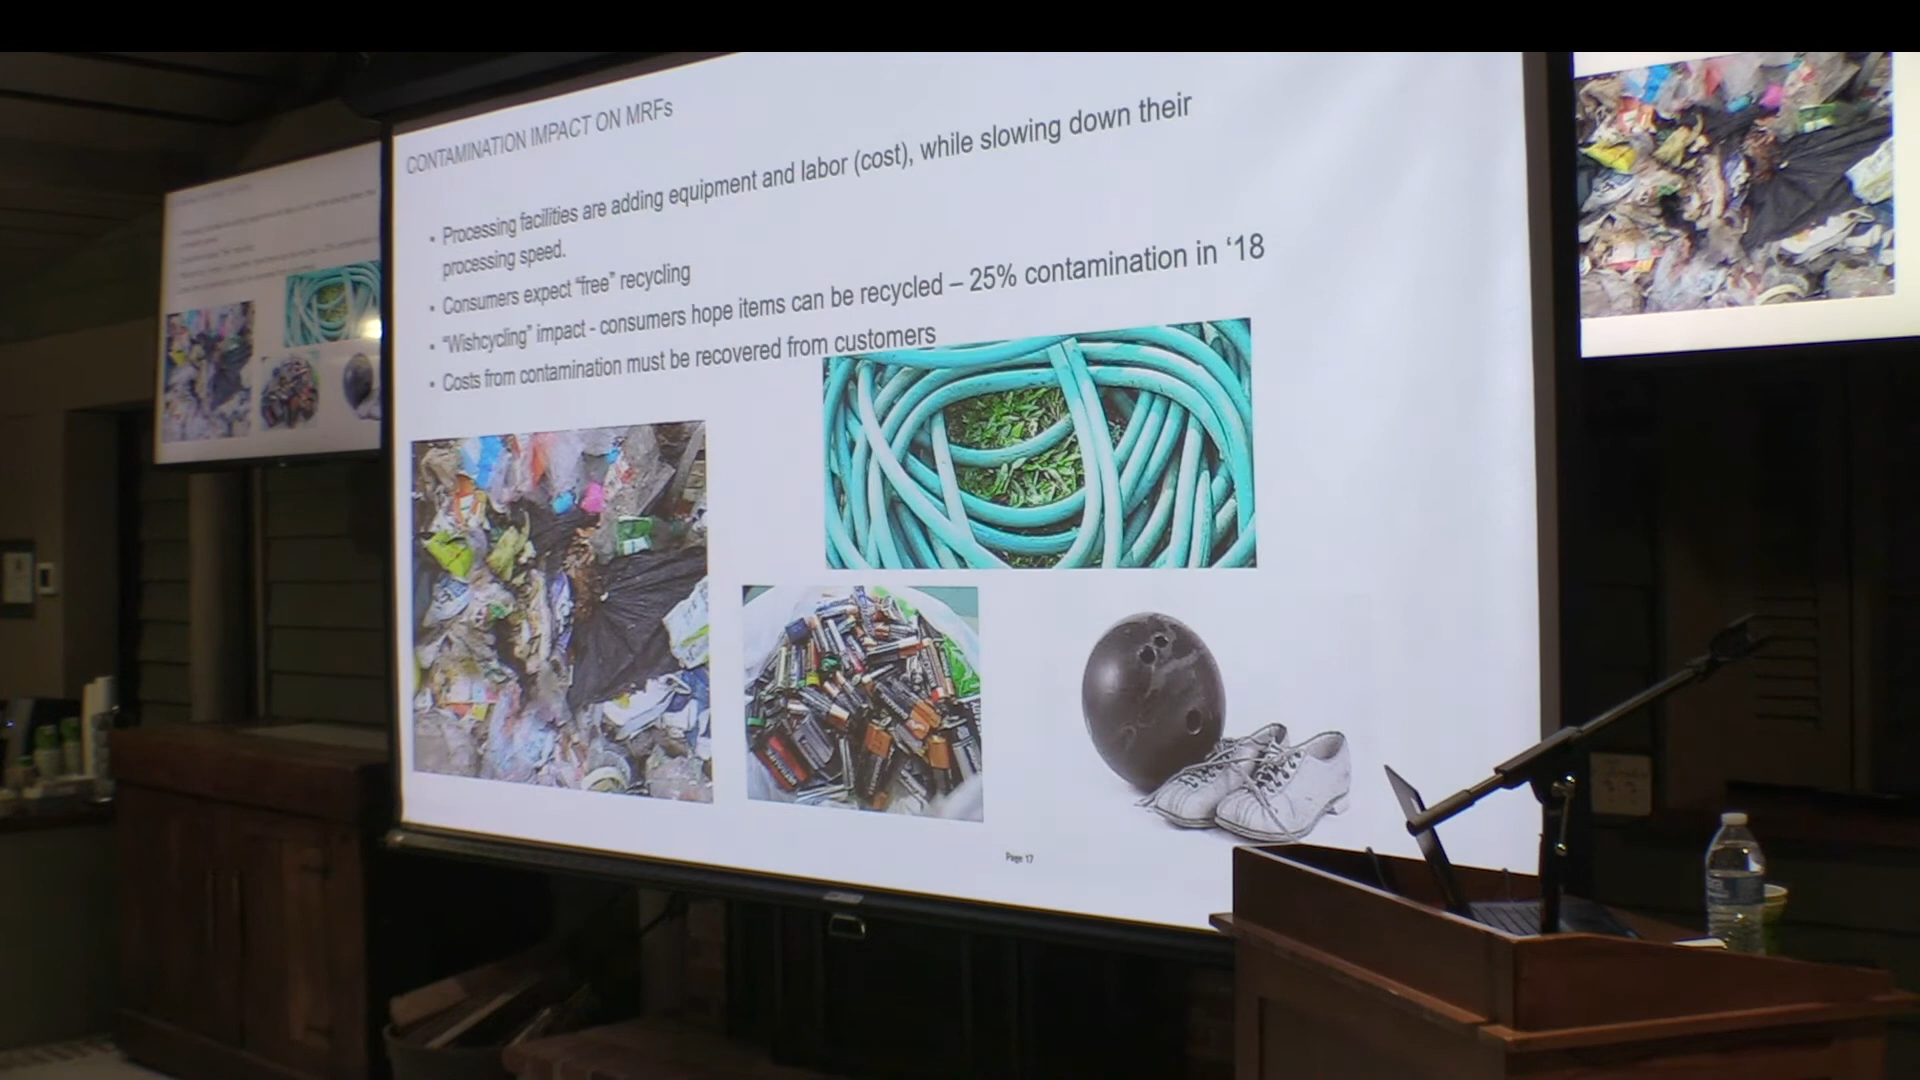 CONTAMINATION IMPACT ON MRFs
• Processing facilities are adding equipment and labor (cost), while slowing down their
processing speed.
• Consumers expect “free” recycling
• “Wishcycling” impact - consumers hope items can be recycled – 25% contamination in ‘18
• Costs from contamination must be recovered from customers
Page 17